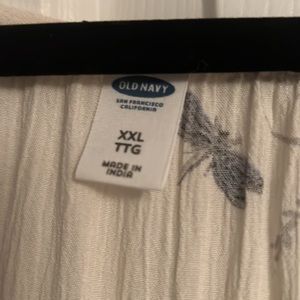 OLD NAVY
SAN FRANCISCO
CALIFORNIA
XXL
TTG
MADE IN
INDIA